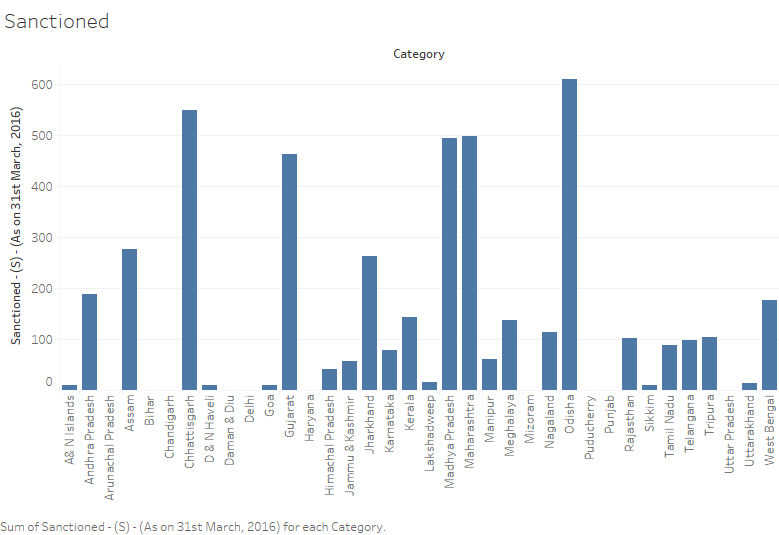 Sanctioned
Category
Sanctioned - (S) - (As on 31st March, 2016)
600
500
400
300
200
100
0
A& N Islands
Andhra Pradesh
Arunachal Pradesh
Assam
Bihar
Chandigarh
Chhattisgarh
D & N Haveli
Daman & Diu
Delhi
Goa
Gujarat
Haryana
Himachal Pradesh
Jammu & Kashmir
Jharkhand
Karnataka
Kerala
Lakshadweep
Madhya Pradesh
Maharashtra
Manipur
Meghalaya
Mizoram
Nagaland
Odisha
Puducherry
Punjab
Rajasthan
Sikkim
Tamil Nadu
Telangana
Tripura
Uttar Pradesh
Uttarakhand
West Bengal
Sum of Sanctioned - (S) - (As on 31st March, 2016) for each Category.